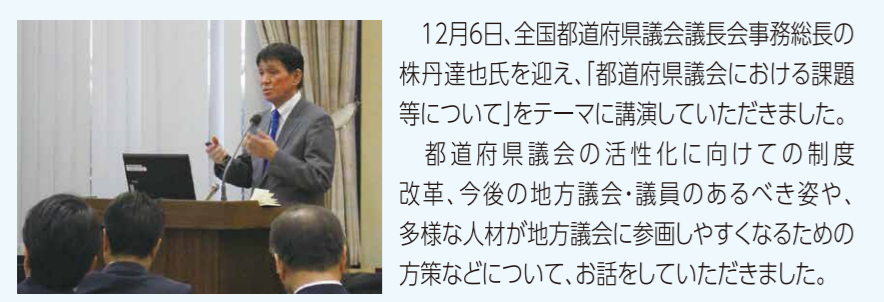 12月6日、全国都道府県議会議長会事務総長の
株丹達也氏を迎え、「都道府県議会における課題
等について」をテーマに講演していただきました。
都道府県議会の活性化に向けての制度
改革、今後の地方議会・議員のあるべき姿や、
多様な人材が地方議会に参画しやすくなるための
方策などについて、お話をしていただきました。